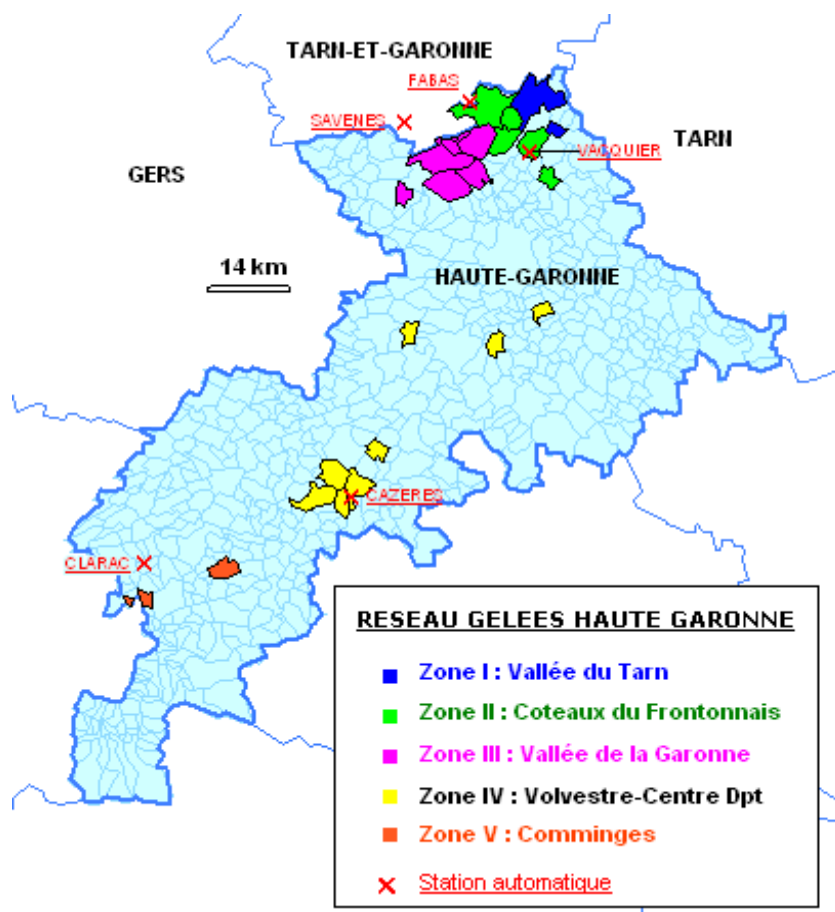 TARN-ET-GARONNE
FABAS
SAVENES
TARN
VACQUIER
GERS
14 km
HAUTE-GARONNE
CAZERES
CLARAC
RESEAU GELEES HAUTE GARONNE
Zone I : Vallée du Tarn
Zone II : Coteaux du Frontonnais
Zone III : Vallée de la Garonne
Zone IV : Volvestre-Centre Dpt
Zone V : Comminges
Station automatique